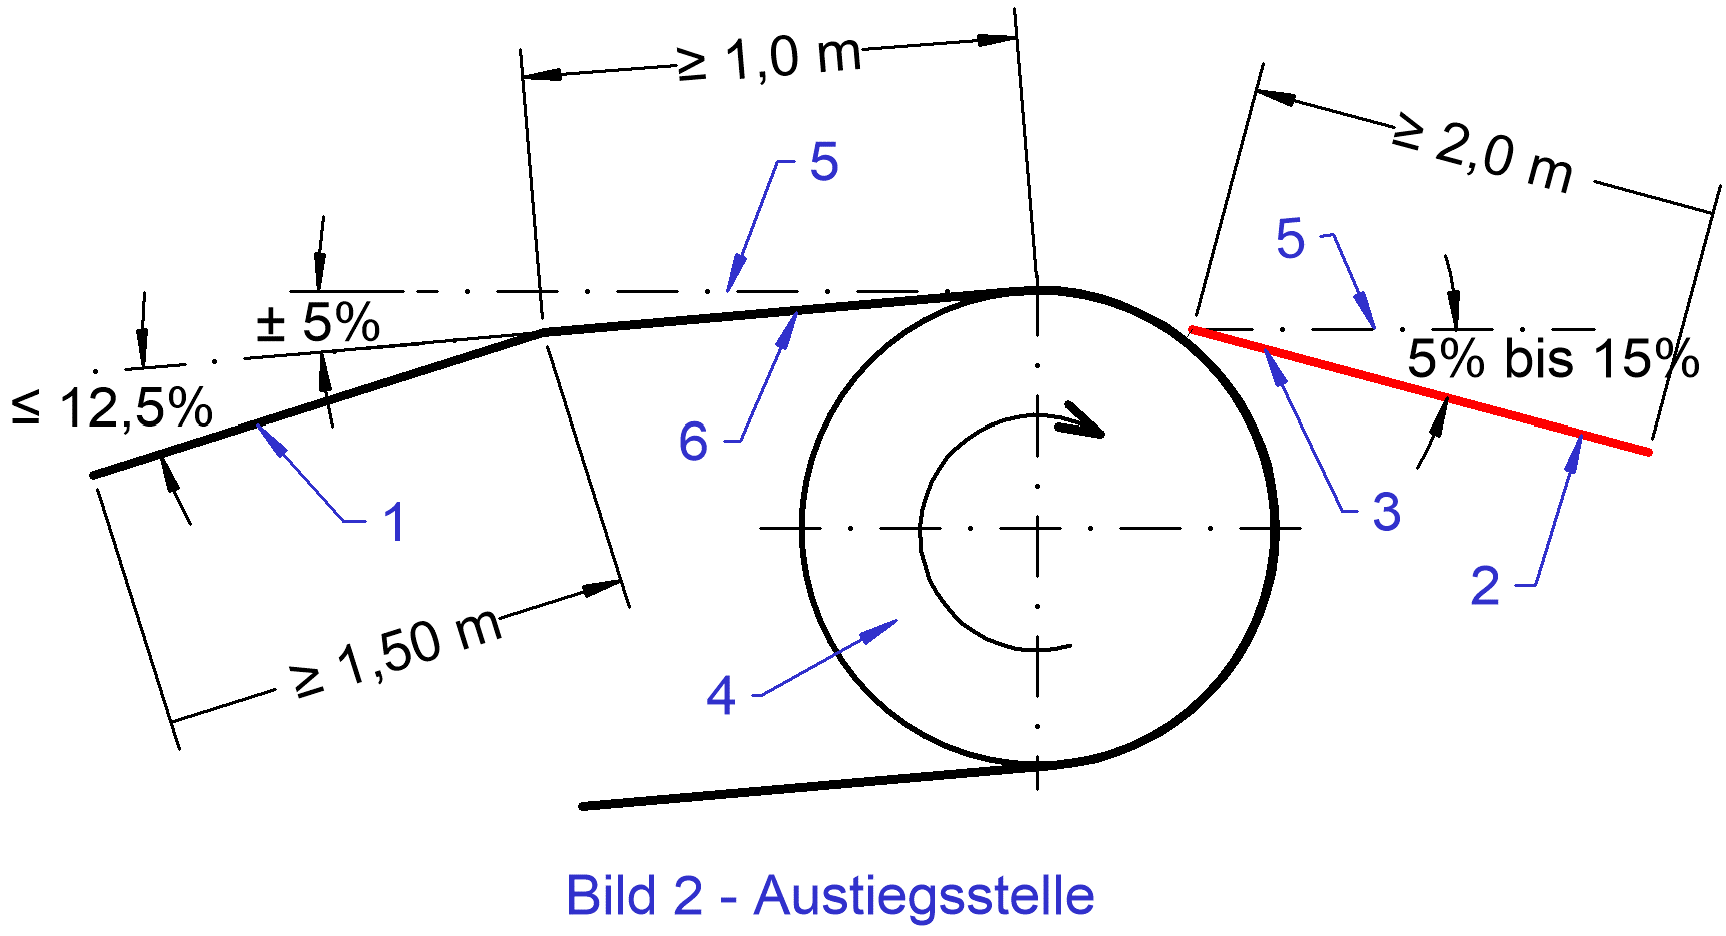 ≥ 1,0 m
≥ 2,0 m
5
5
± 5%
5% bis 15%
≤ 12,5%
6
1
3
2
≥ 1,50 m
4
Bild 2 - Austiegsstelle